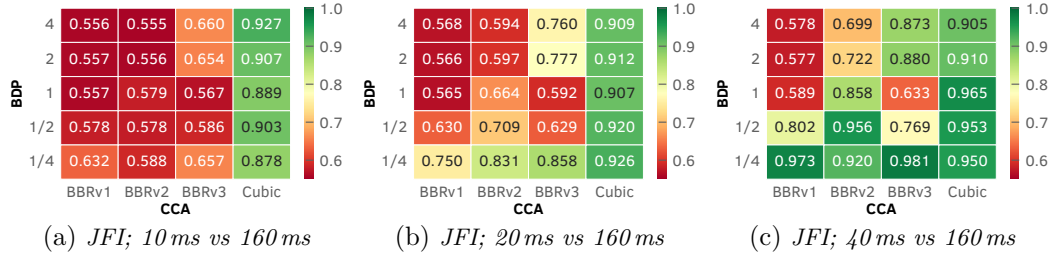 4 0.556 0.555 0.660 0.927
2 0.557 0.556 0.654 0.907
1 0.557 0.579 0.567 0.889
1/2 0.578 0.578 0.586 0.903
1/4 0.632 0.588 0.657 0.878
BBRv1 BBRv2 BBRv3 Cubic
CCA
BDP
1.0
0.9
0.8
0.7
0.6
(a) JFI; 10 ms vs 160 ms
4 0.568 0.594 0.760 0.909
2 0.566 0.597 0.777 0.912
1 0.565 0.664 0.592 0.907
1/2 0.630 0.709 0.629 0.920
1/4 0.750 0.831 0.858 0.926
BBRv1 BBRv2 BBRv3 Cubic
CCA
BDP
1.0
0.9
0.8
0.7
0.6
(b) JFI; 20 ms vs 160 ms
4 0.578 0.699 0.873 0.905
2 0.577 0.722 0.880 0.910
1 0.589 0.858 0.633 0.965
1/2 0.802 0.956 0.769 0.953
1/4 0.973 0.920 0.981 0.950
BBRv1 BBRv2 BBRv3 Cubic
CCA
BDP
1.0
0.9
0.8
0.7
0.6
(c) JFI; 40 ms vs 160 ms